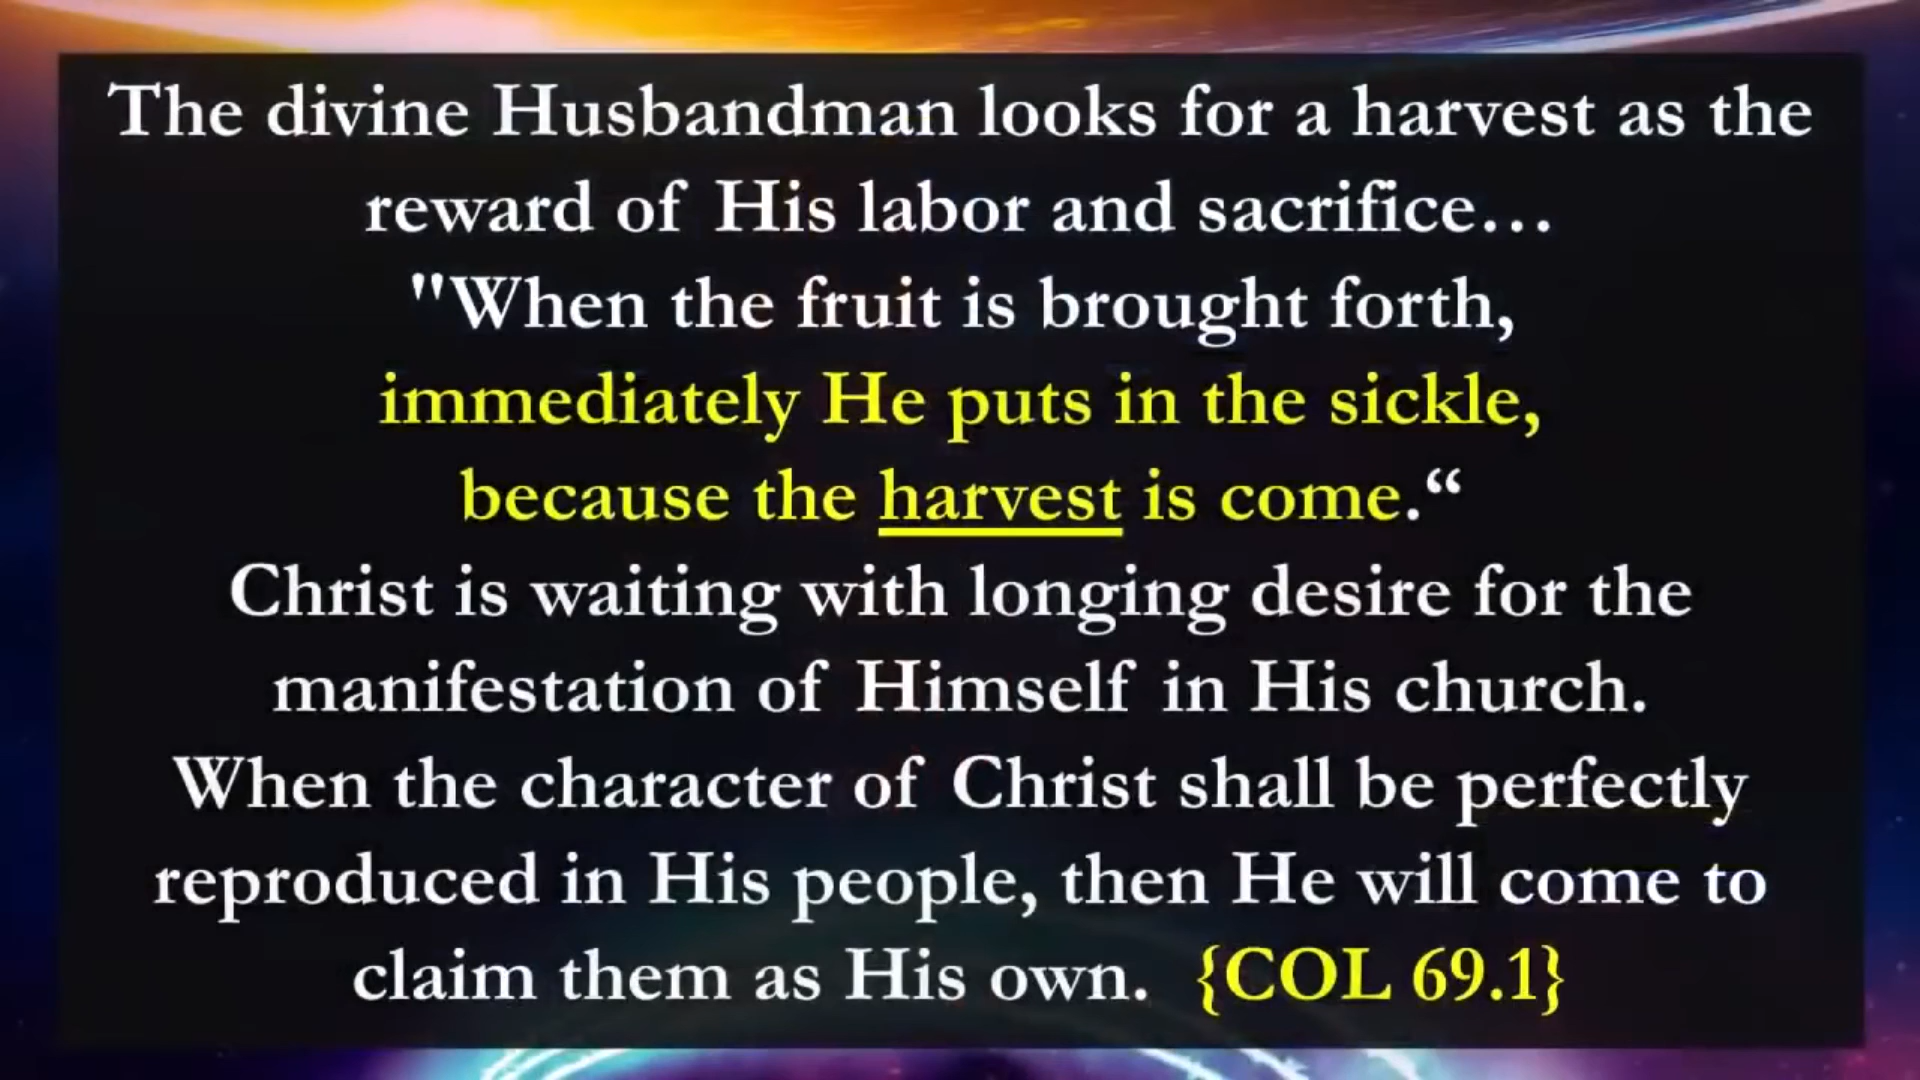 The divine Husbandman looks for a harvest as the
reward of His labor and sacrifice…
"When the fruit is brought forth,
immediately He puts in the sickle,
because the harvest is come.“
Christ is waiting with longing desire for the
manifestation of Himself in His church.
When the character of Christ shall be perfectly
reproduced in His people, then He will come to
claim them as His own. {COL 69.1}